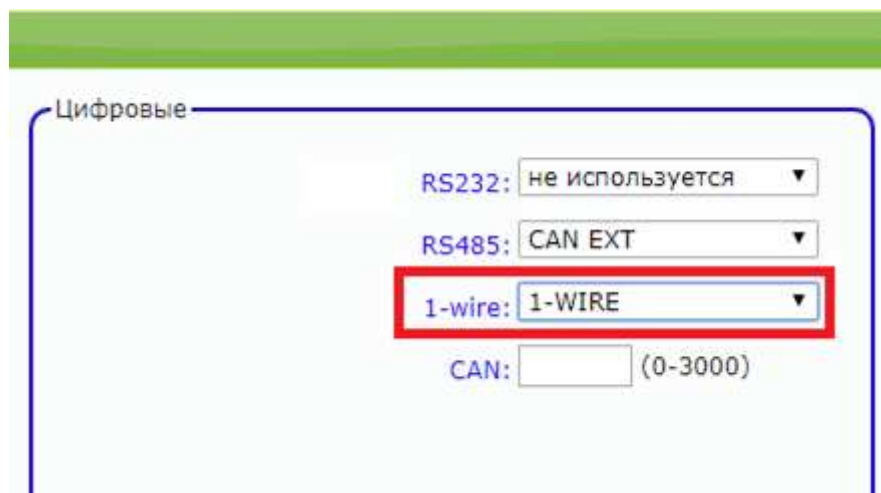 Цифровые
RS232: не используется
RS485: CAN EXT
1-wire: 1-WIRE
CAN: (0-3000)